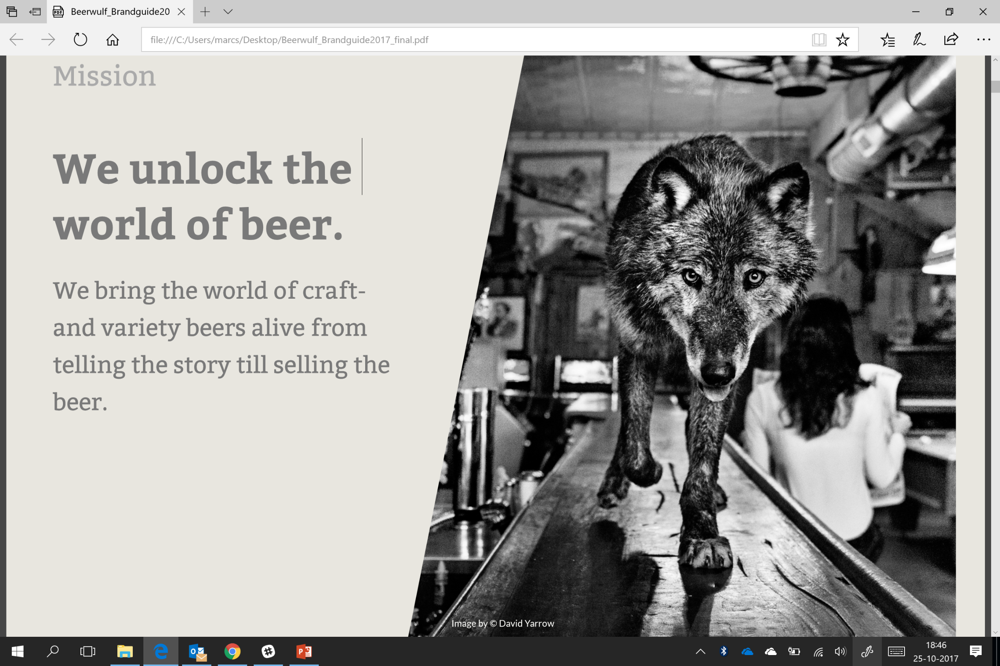 Beerwulf_Brandguide20
file:///C:/Users/marcs/Desktop/Beerwulf_Brandguide2017_final.pdf
Mission
We unlock the
world of beer.
We bring the world of craft-
and variety beers alive from
telling the story till selling the
beer.
Image by © David Yarrow
18:46
25-10-2017